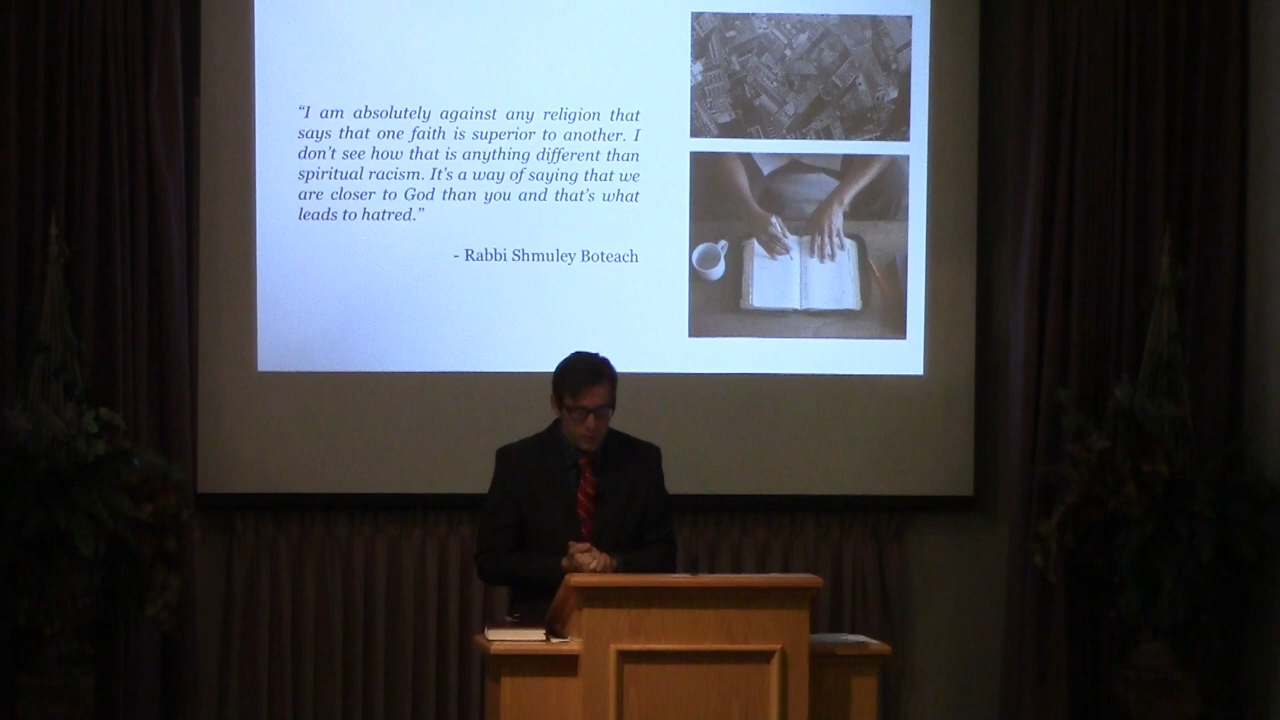 “I am absolutely against any religion that
says that one faith is superior to another. I
don’t see how that is anything different than
spiritual racism. It’s a way of saying that we
are closer to God than you and that’s what
leads to hatred.”
- Rabbi Shmuley Boteach